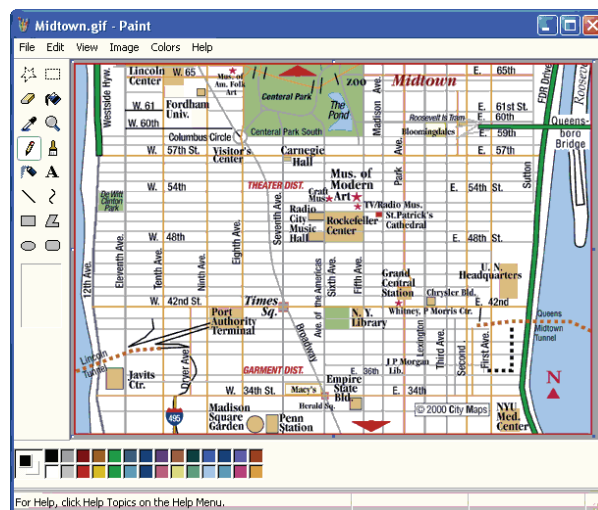 Midtown.gif - Paint
File Edit View Image Colors Help
Lincoln
Center
W. 65
Mus. of
Am. Folk
Art
ZOO
Midtown
E. 65th
Westside Hyw.
W. 61
Fordham
Univ.
Central Park
The
Pond
Madison Ave.
E. 61st St.
FDR Drive
Roosevelt
W. 60th
Roosevelt Is Tram
E. 60th
Queens-
boro
Bridge
Columbus Circle
Central Park South
Bloomingdales
E. 59th
W. 57th St.
Visitor's
Center
Carnegie
Hall
E. 57th
Park Ave.
Sutton
De Witt
Clinton
Park
W. 54th
THEATER DIST.
Craft
Mus.
Mus. of
Modern
Art
E. 54th St.
TV/Radio Mus.
Radio
City
Music
Hall
Rockefeller
Center
St.Patrick's
Cathedral
12th Ave.
Eleventh Ave.
Tenth Ave.
Ninth Ave.
Eighth Ave.
Seventh Ave.
W. 48th
E. 48th St.
Ave. of the Americas
Sixth Ave.
Fifth Ave.
Grand
Central
Station
U. N.
Headquarters
Chrysler Bld.
W. 42nd St.
Times
Sq.
E. 42nd
Whitney, P Morris Ctr.
Port
Authority
Terminal
N. Y.
Library
Queens
Midtown
Tunnel
Broadway
Lexington
Third Ave.
Second
First Ave.
Lincoln
Tunnel
Dryer Ave
J P Morgan
Lib.
Javits
Ctr.
GARMENT DIST.
E. 36th
Empire
State
Bld.
N
W. 34th St.
Macy's
E. 34th
Herald Sq.
495
Madison
Square
Garden
Penn
Station
© 2000 City Maps
NYU
Med.
Center
For Help, click Help Topics on the Help Menu.